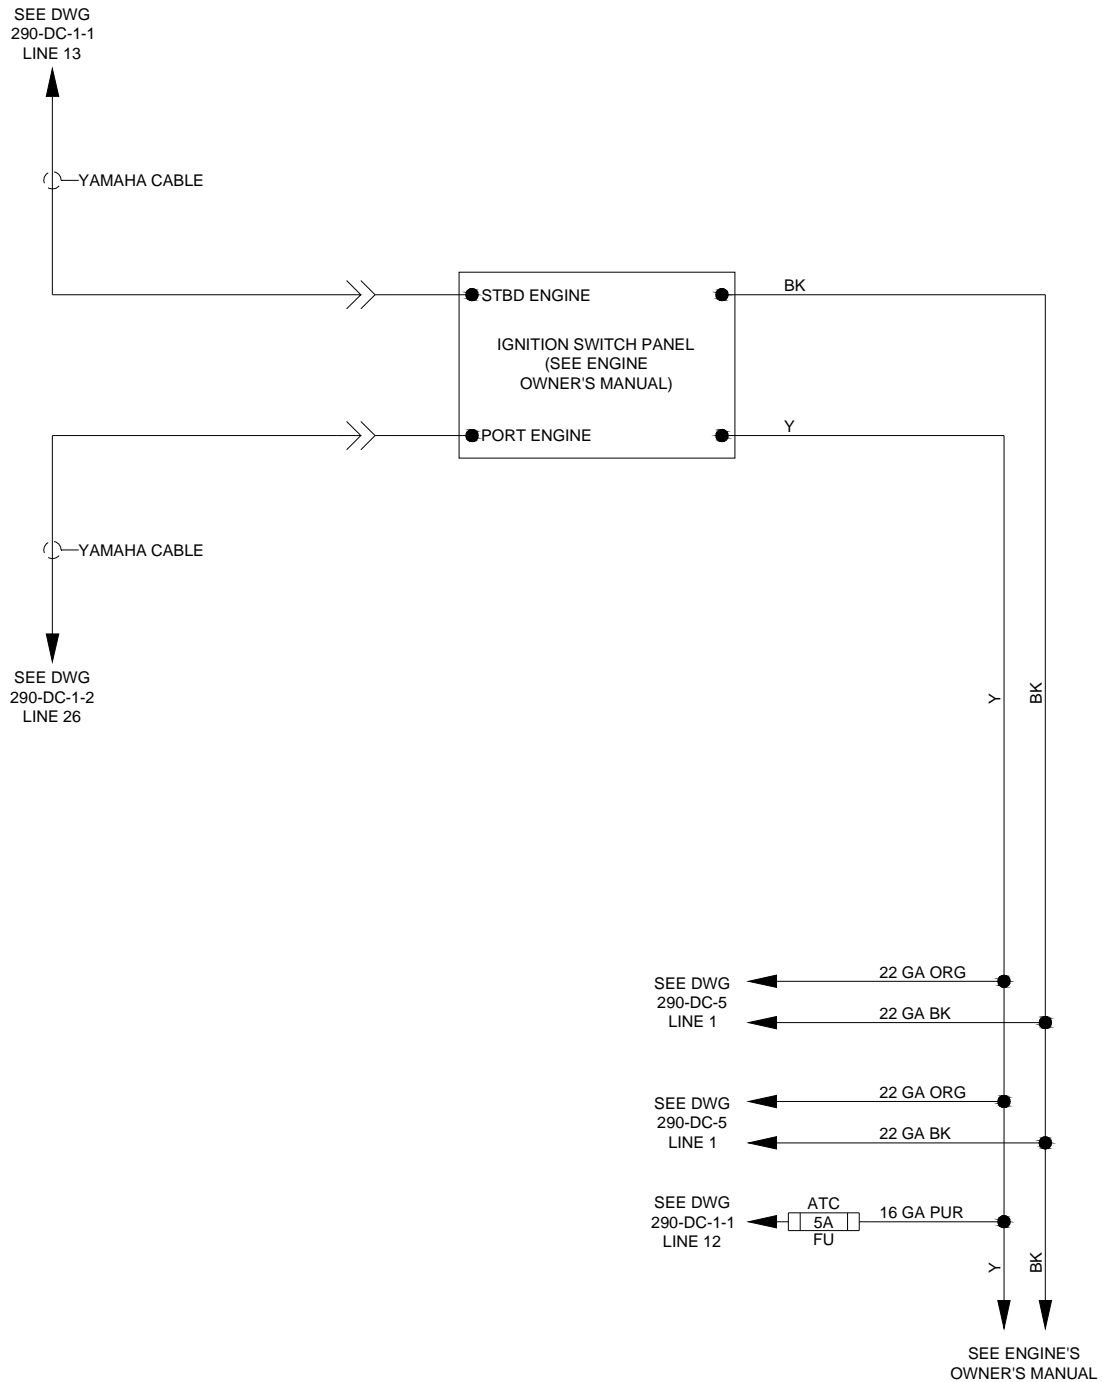 SEE DWG
290-DC-1-1
LINE 13
YAMAHA CABLE
STBD ENGINE
BK
IGNITION SWITCH PANEL
(SEE ENGINE
OWNER'S MANUAL)
PORT ENGINE
Y
YAMAHA CABLE
SEE DWG
290-DC-1-2
LINE 26
Y
BK
SEE DWG
290-DC-5
LINE 1
22 GA ORG
22 GA BK
SEE DWG
290-DC-5
LINE 1
22 GA ORG
22 GA BK
SEE DWG
290-DC-1-1
LINE 12
ATC
5A
FU
16 GA PUR
Y
BK
SEE ENGINE'S
OWNER'S MANUAL